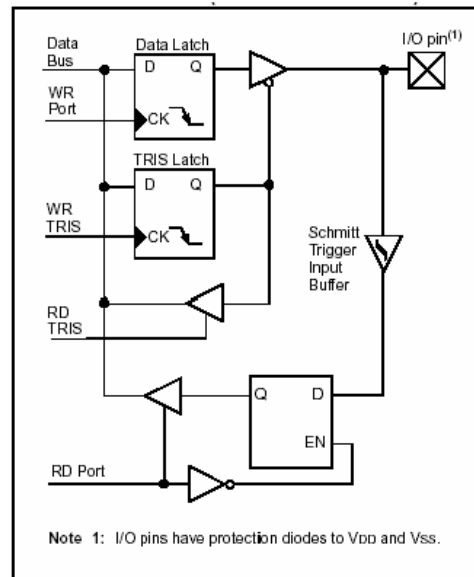 Data Bus
Data Latch
I/O pin(1)
D Q
WR Port
CK
TRIS Latch
D Q
WR TRIS
CK
Schmitt Trigger Input Buffer
RD TRIS
Q D
EN
RD Port
Note 1: I/O pins have protection diodes to VDD and VSS.